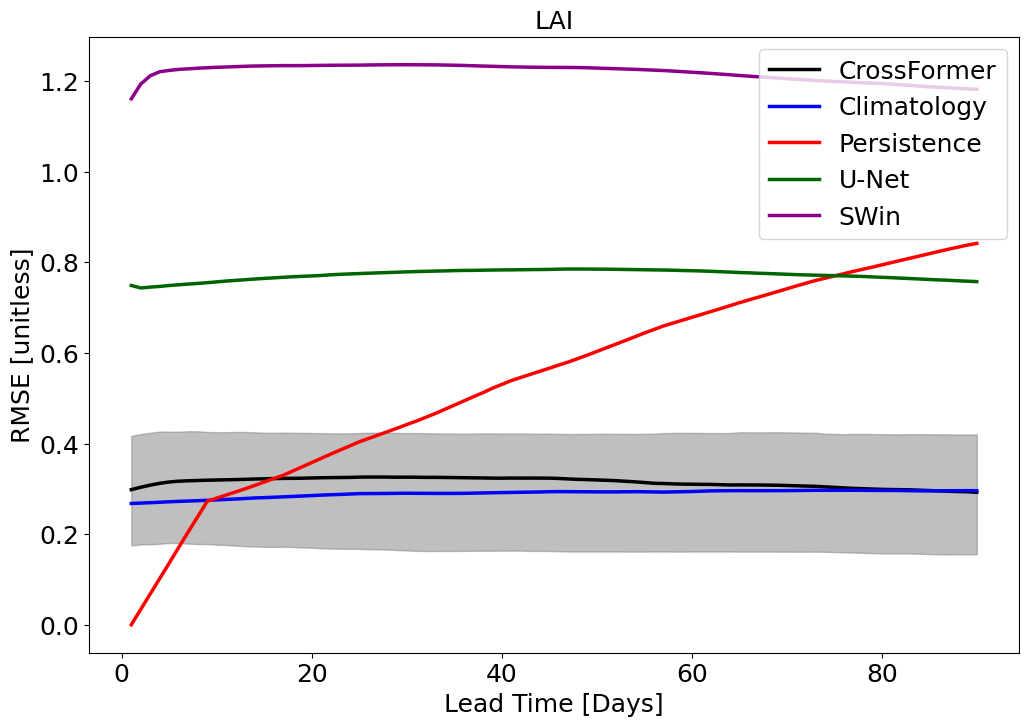 LAI
CrossFormer
Climatology
Persistence
U-Net
SWin
RMSE [unitless]
1.2
1.0
0.8
0.6
0.4
0.2
0.0
0 20 40 60 80
Lead Time [Days]